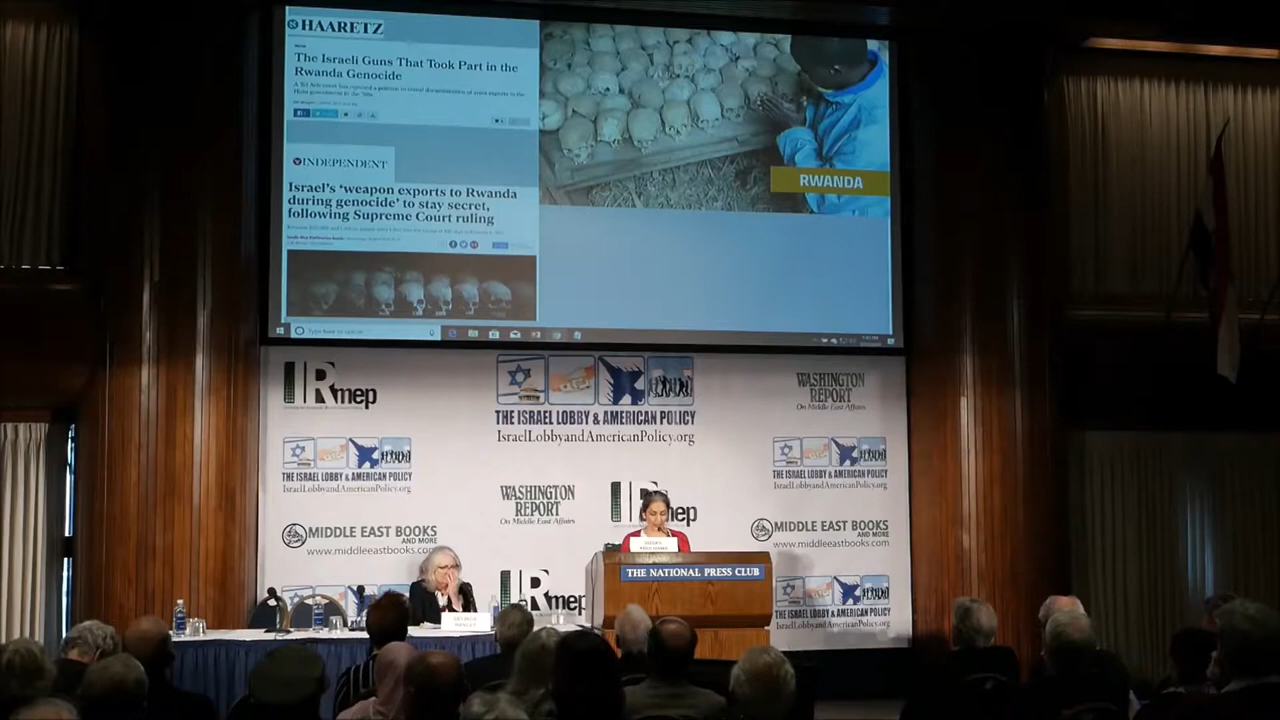 HAARETZ
The Israeli Guns That Took Part in the
Rwanda Genocide
INDEPENDENT
Israel's 'weapon exports to Rwanda
during genocide' to stay secret,
following Supreme Court ruling
RWANDA
Type here to search
IRmep
THE ISRAEL LOBBY & AMERICAN POLICY
IsraelLobbyandAmericanPolicy.org
WASHINGTON
REPORT
On Middle East Affairs
THE ISRAEL LOBBY & AMERICAN POLICY
IsraelLobbyandAmericanPolicy.org
THE ISRAEL LOBBY & AMERICAN POLICY
IsraelLobbyandAmericanPolicy.org
WASHINGTON
REPORT
On Middle East Affairs
IRmep
MIDDLE EAST BOOKS
AND MORE
www.middleeastbooks.com
MIDDLE EAST BOOKS
AND MORE
www.middleeastbooks.com
THE NATIONAL PRESS CLUB
IRmep
THE ISRAEL LOBBY & AMERICAN POLICY
IsraelLobbyandAmericanPolicy.org